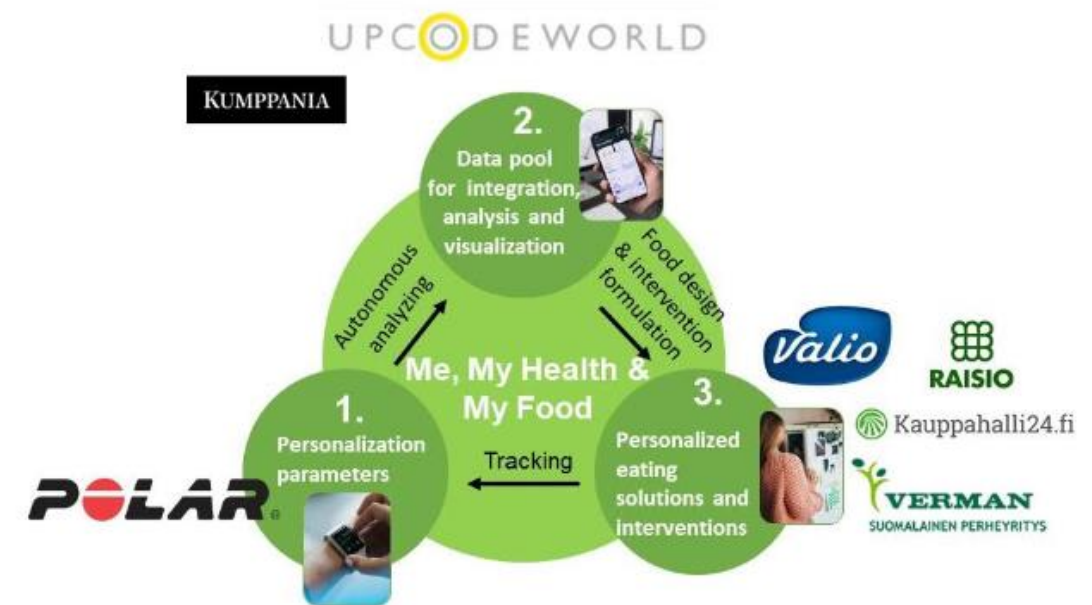 UPCODEWORLD
KUMPPANIA
2.
Data pool
for integration,
analysis and
visualization
Autonomous
analyzing
Food design
& intervention
formulation
Me, My Health &
My Food
1.
Personalization
parameters
Tracking
3.
Personalized
eating
solutions and
interventions
POLAR®
Valio
RAISIO
Kauppahalli24.fi
VERMAN
SUOMALAINEN PERHEYRITYS